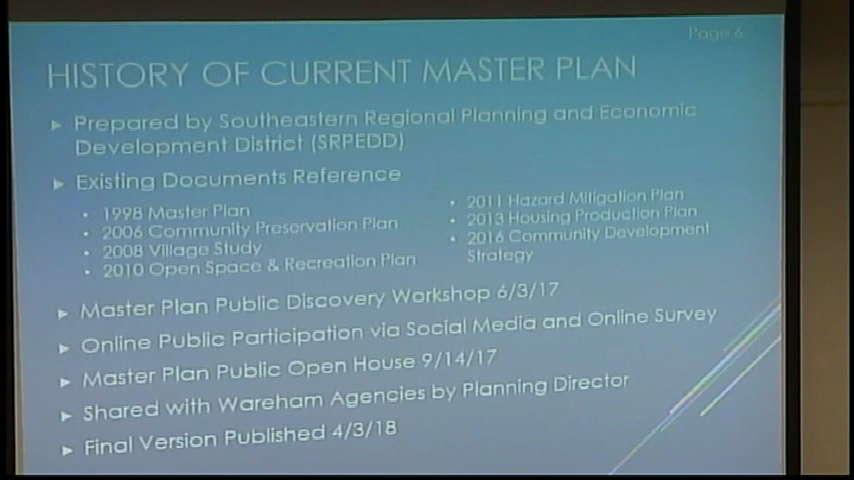 Page 6
HISTORY OF CURRENT MASTER PLAN
Prepared by Southeastern Regional Planning and Economic
Development District (SRPEDD)
Existing Documents Reference
• 1998 Master Plan
• 2006 Community Preservation Plan
• 2008 Village Study
• 2010 Open Space & Recreation Plan
• 2011 Hazard Mitigation Plan
• 2013 Housing Production Plan
• 2016 Community Development
Strategy
Master Plan Public Discovery Workshop 6/3/17
Online Public Participation via Social Media and Online Survey
Master Plan Public Open House 9/14/17
Shared with Wareham Agencies by Planning Director
Final Version Published 4/3/18